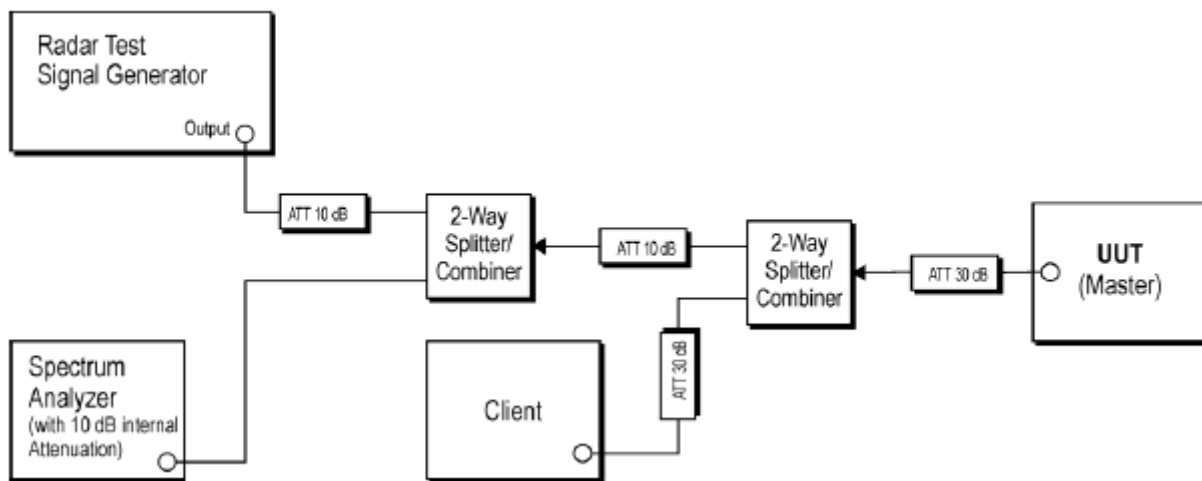 Radar Test
Signal Generator
Output
ATT 10 dB
2-Way
Splitter/
Combiner
ATT 10 dB
2-Way
Splitter/
Combiner
ATT 30 dB
UUT
(Master)
Spectrum
Analyzer
(with 10 dB internal
Attenuation)
Client
ATT 30 dB